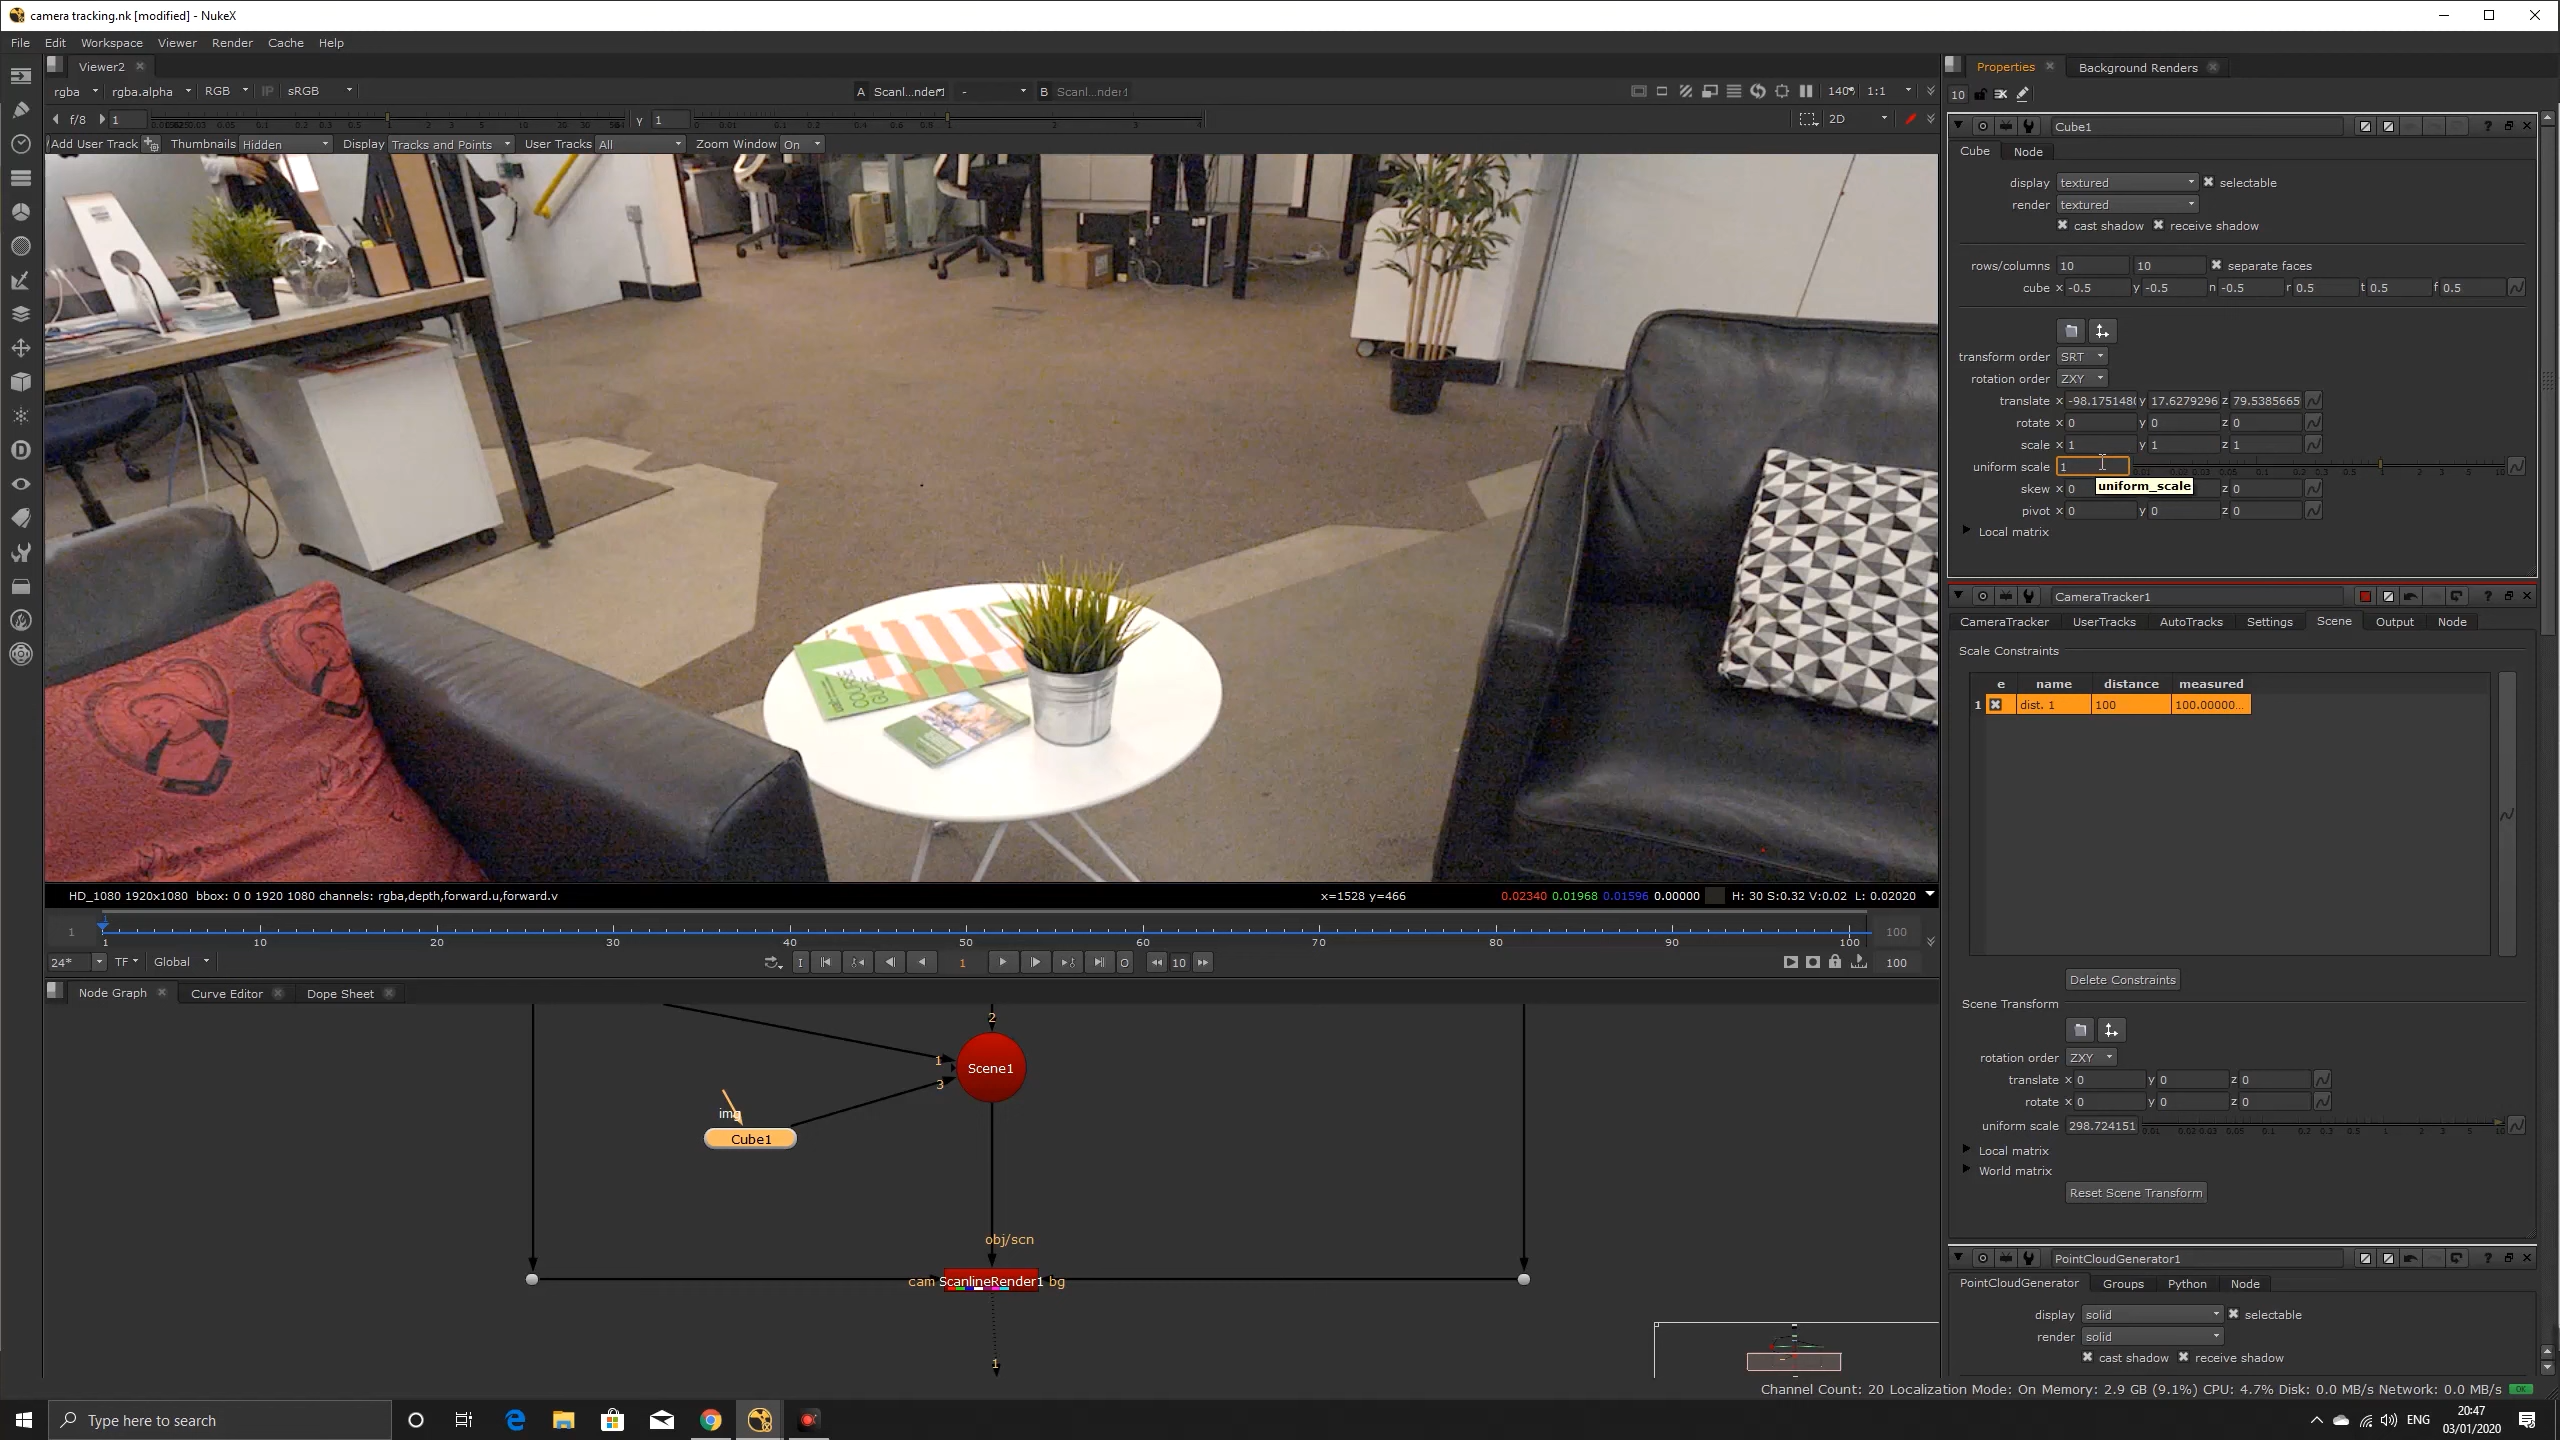 camera tracking.nk [modified] - NukeX
File Edit Workspace Viewer Render Cache Help
Viewer2
rgba rgba.alpha RGB IP sRGB A Scanl...nder1 - B Scanl...nder1 1:1
f/8 1 y 1 2D
Add User Track Thumbnails Hidden Display Tracks and Points User Tracks All Zoom Window On
HD_1080 1920x1080 bbox: 0 0 1920 1080 channels: rgba,depth,forward.u,forward.v x=1528 y=466 0.02340 0.01968 0.01596 0.00000 H: 30 S:0.32 V:0.02 L: 0.02020
1 100
1 10 20 30 40 50 60 70 80 90 100
24* TF Global I 1 O 10 100
Node Graph Curve Editor Dope Sheet
2
1
Scene1
3
img
Cube1
obj/scn
cam ScanlineRender1 bg
1
Properties Background Renders
10
Cube1
Cube Node
display textured selectable
render textured
cast shadow receive shadow
rows/columns 10 10 separate faces
cube x -0.5 y -0.5 n -0.5 r 0.5 t 0.5 f 0.5
transform order SRT
rotation order ZXY
translate x -98.1751480 y 17.6279296 z 79.5385665
rotate x 0 y 0 z 0
scale x 1 y 1 z 1
uniform scale 1
uniform_scale
skew x 0 z 0
pivot x 0 y 0 z 0
Local matrix
CameraTracker1
CameraTracker UserTracks AutoTracks Settings Scene Output Node
Scale Constraints
e name distance measured
1 dist. 1 100 100.00000...
Delete Constraints
Scene Transform
rotation order ZXY
translate x 0 y 0 z 0
rotate x 0 y 0 z 0
uniform scale 298.724151
Local matrix
World matrix
Reset Scene Transform
PointCloudGenerator1
PointCloudGenerator Groups Python Node
display solid selectable
render solid
cast shadow receive shadow
Channel Count: 20 Localization Mode: On Memory: 2.9 GB (9.1%) CPU: 4.7% Disk: 0.0 MB/s Network: 0.0 MB/s
Type here to search
ENG
20:47
03/01/2020